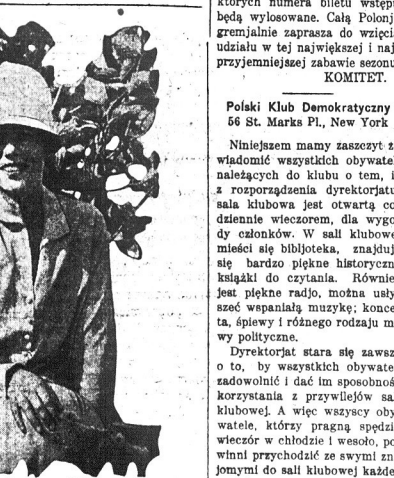 których numera biletu wstępu
będą wylosowane. Całą Polonj
gremjalnie zaprasza do wzięci
udziału w tej największej i naj
przyjemniejszej zabawie sezonu
KOMITET.
Polski Klub Demokratyczny
56 St. Marks Pl., New York
Niniejszem mamy zaszczyt z
wiadomić wszystkich obywatel
należących do klubu o tem, i
z rozporządzenia dyrektorjatu
sala klubowa jest otwartą co
dziennie wieczorem, dla wygo
dy członków. W sali klubowe
mieści się bibljoteka, znajduj
się bardzo piękne historyczn
książki do czytania. Równie
jest piękne radjo, można usły
szeć wspaniałą muzykę; konce
ta, śpiewy i różnego rodzaju m
wy polityczne.
Dyrektorjat stara się zawsz
o to, by wszystkich obywate
zadowolnić i dać im sposobnoś
korzystania z przywilejów sa
klubowej. A więc wszyscy oby
watele, którzy pragną spędzi
wieczór w chłodzie i wesoło, po
winni przychodzić ze swymi zn
jomymi do sali klubowej każde